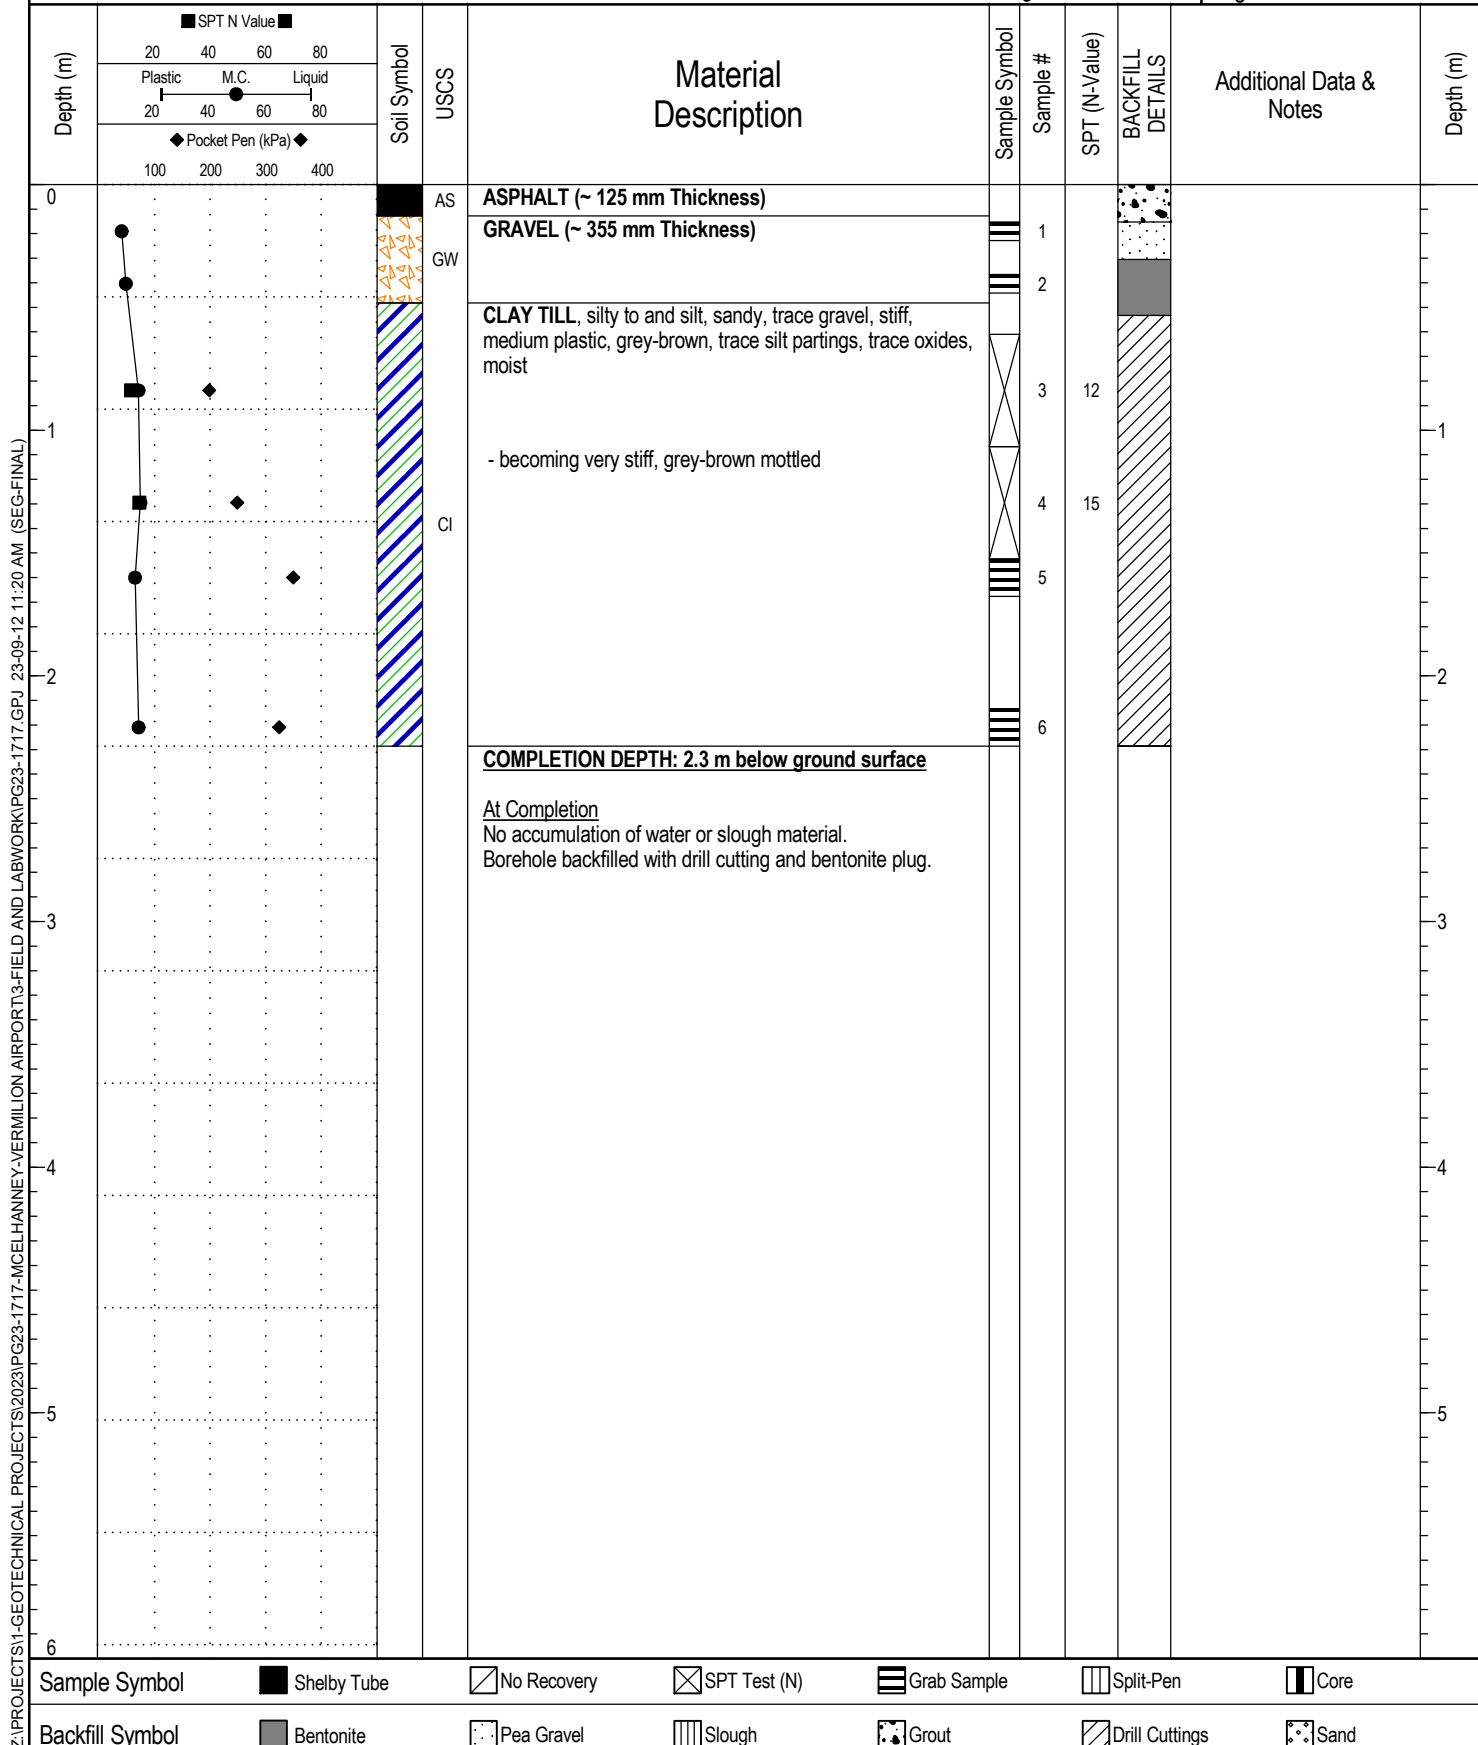 SPT N Value
20 40 60 80
Plastic M.C. Liquid
20 40 60 80
Pocket Pen (kPa)
100 200 300 400
Depth (m)
Soil Symbol
USCS
Material
Description
Sample Symbol
Sample #
SPT (N-Value)
BACKFILL
DETAILS
Additional Data &
Notes
Depth (m)
0
AS
ASPHALT (~ 125 mm Thickness)
GRAVEL (~ 355 mm Thickness)
1
GW
2
CLAY TILL, silty to and silt, sandy, trace gravel, stiff,
medium plastic, grey-brown, trace silt partings, trace oxides,
moist
3 12
1
1
- becoming very stiff, grey-brown mottled
4 15
CI
5
2
2
6
COMPLETION DEPTH: 2.3 m below ground surface
At Completion
No accumulation of water or slough material.
Borehole backfilled with drill cutting and bentonite plug.
3
3
4
4
5
5
6
Z:\PROJECTS\1-GEOTECHNICAL PROJECTS\2023\PG23-1717-MCELHANNEY-VERMILION AIRPORT\3-FIELD AND LABWORK\PG23-1717.GPJ 23-09-12 11:20 AM (SEG-FINAL)
Sample Symbol Shelby Tube No Recovery SPT Test (N) Grab Sample Split-Pen Core
Backfill Symbol Bentonite Pea Gravel Slough Grout Drill Cuttings Sand